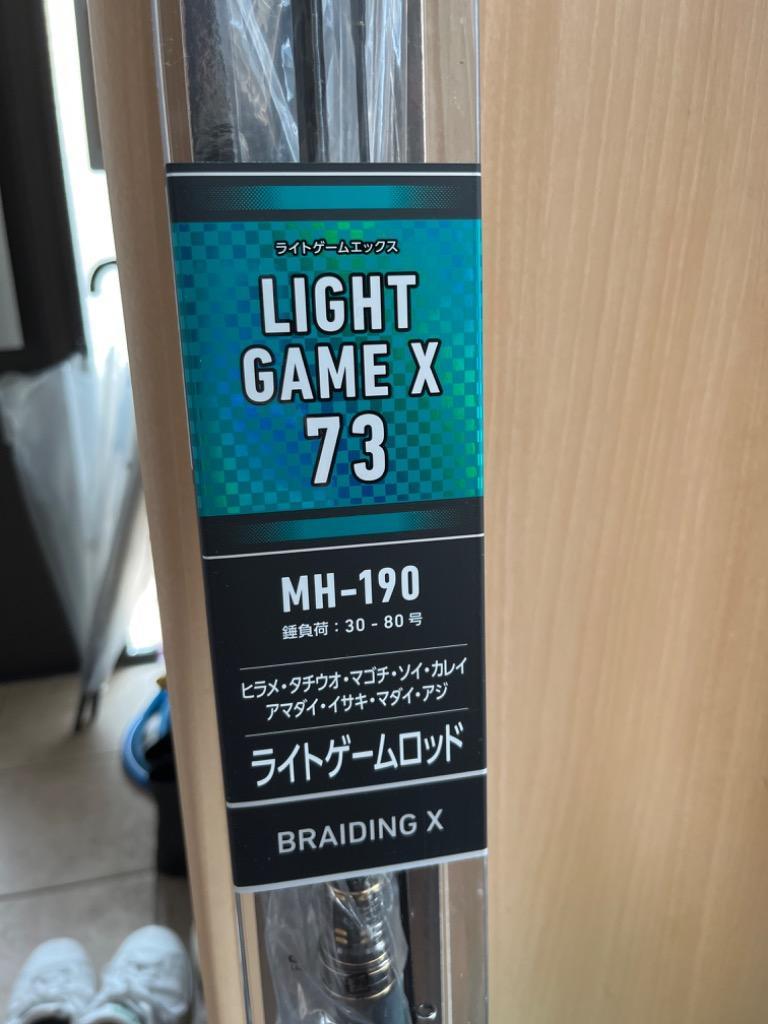 ライトゲームエックス
LIGHT
GAME X
73
MH-190
錘負荷：30 - 80 号
ヒラメ・タチウオ・マゴチ・ソイ・カレイ
アマダイ・イサキ・マダイ・アジ
ライトゲームロッド
BRAIDING X